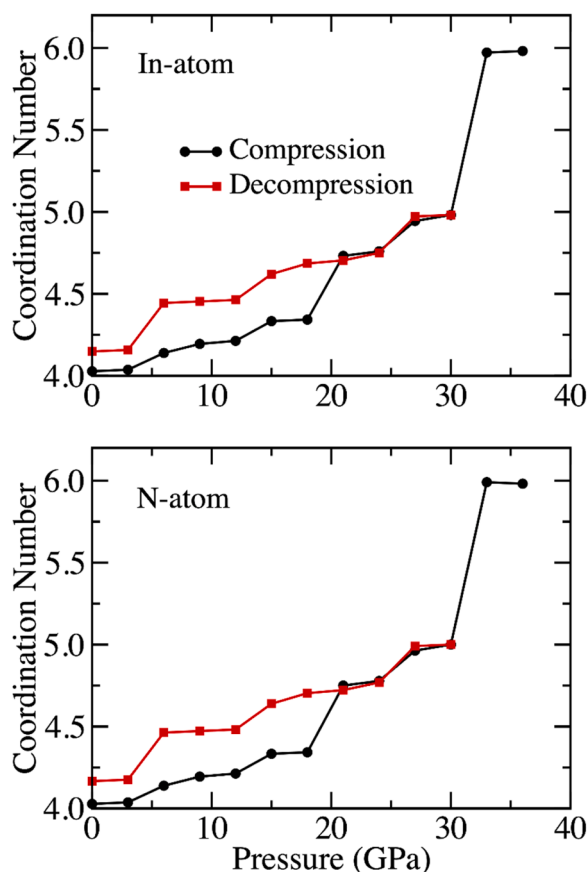 6.0
In-atom
5.5
Compression
Decompression
5.0
4.5
4.0
0 10 20 30 40
Coordination Number
6.0
N-atom
5.5
5.0
4.5
4.0
0 10 20 30 40
Coordination Number
Pressure (GPa)